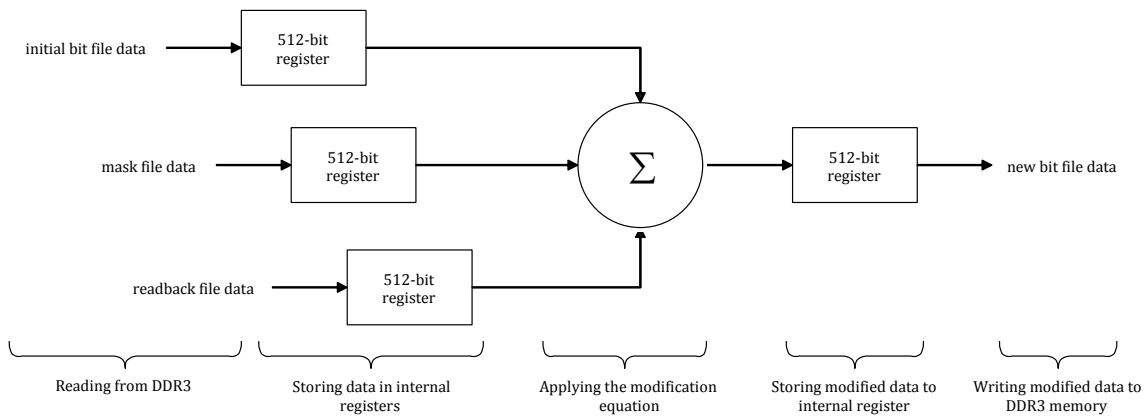 initial bit file data
512-bit
register
mask file data
512-bit
register
Σ
512-bit
register
new bit file data
readback file data
512-bit
register
Reading from DDR3
Storing data in internal
registers
Applying the modification
equation
Storing modified data to
internal register
Writing modified data to
DDR3 memory